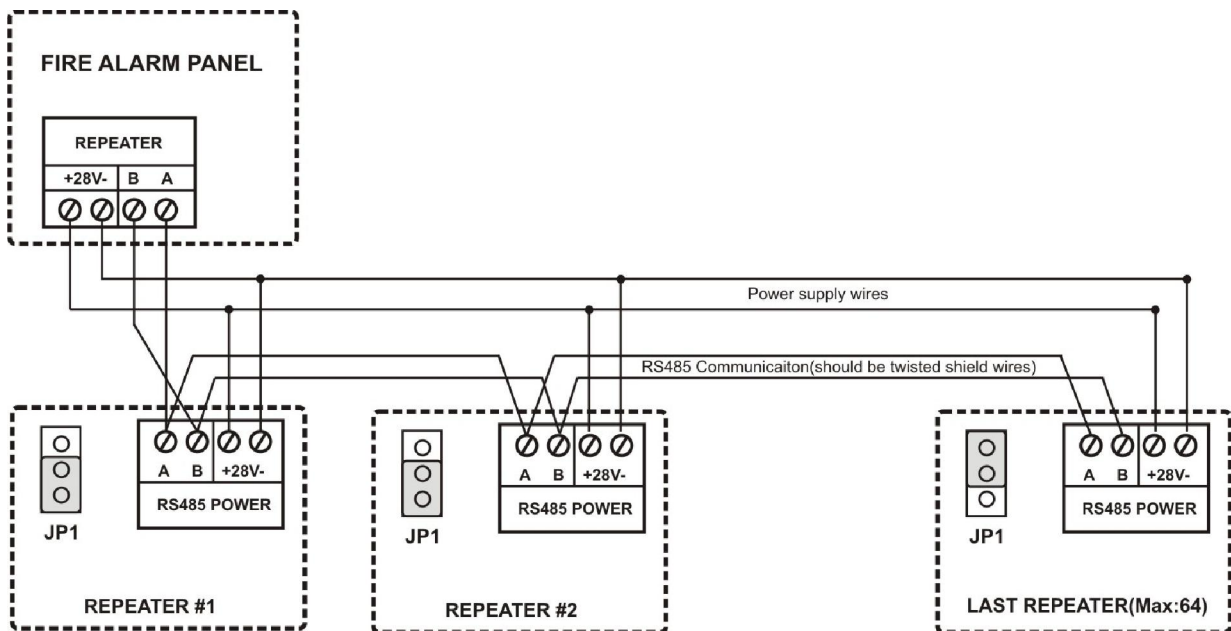 FIRE ALARM PANEL
REPEATER
+28V- B A
Power supply wires
RS485 Communicaiton(should be twisted shield wires)
A B +28V-
RS485 POWER
JP1
REPEATER #1
A B +28V-
RS485 POWER
JP1
REPEATER #2
A B +28V-
RS485 POWER
JP1
LAST REPEATER(Max:64)